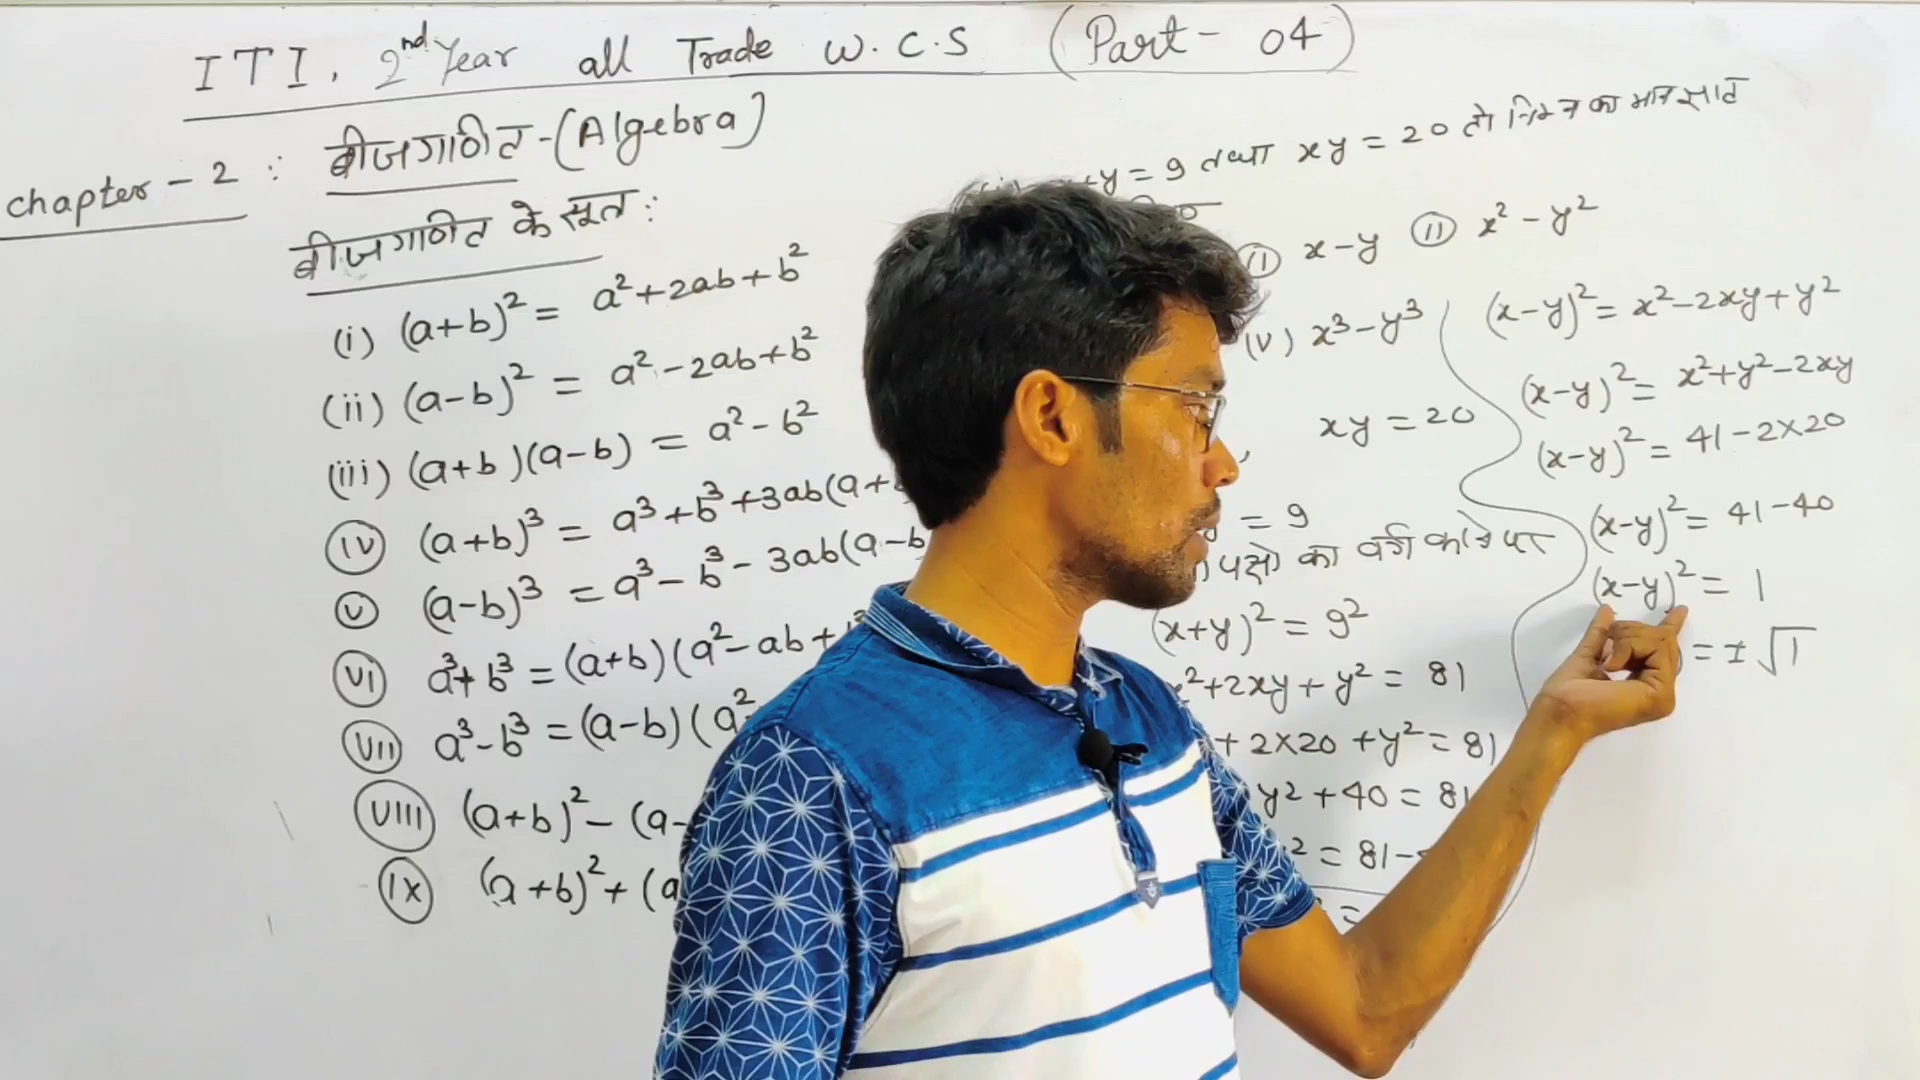 ITI, 2nd Year all Trade W.C.S (Part- 04)
chapter - 2 : बीजगणित-(Algebra)
बीजगणित के सूत्र:
(i) (a+b)² = a²+2ab+b²
(ii) (a-b)² = a²-2ab+b²
(iii) (a+b)(a-b) = a²-b²
(iv) (a+b)³ = a³+b³+3ab(a+
(v) (a-b)³ = a³-b³-3ab(a-b
(vi) a³+b³ = (a+b)(a²-ab+
(vii) a³-b³ = (a-b)(a²
(viii) (a+b)²-(a-
(ix) (a+b)²+(a
+y = 9 तथा xy = 20 तो निम्न का मान
x-y (ii) x²-y²
(v) x³-y³
, xy = 20
= 9
का वर्ग करने पर
(x+y)² = 9²
x²+2xy+y² = 81
+2×20+y² = 81
y²+40 = 81
² = 81-
=
(x-y)² = x²-2xy+y²
(x-y)² = x²+y²-2xy
(x-y)² = 41-2×20
(x-y)² = 41-40
(x-y)² = 1
= ±√1